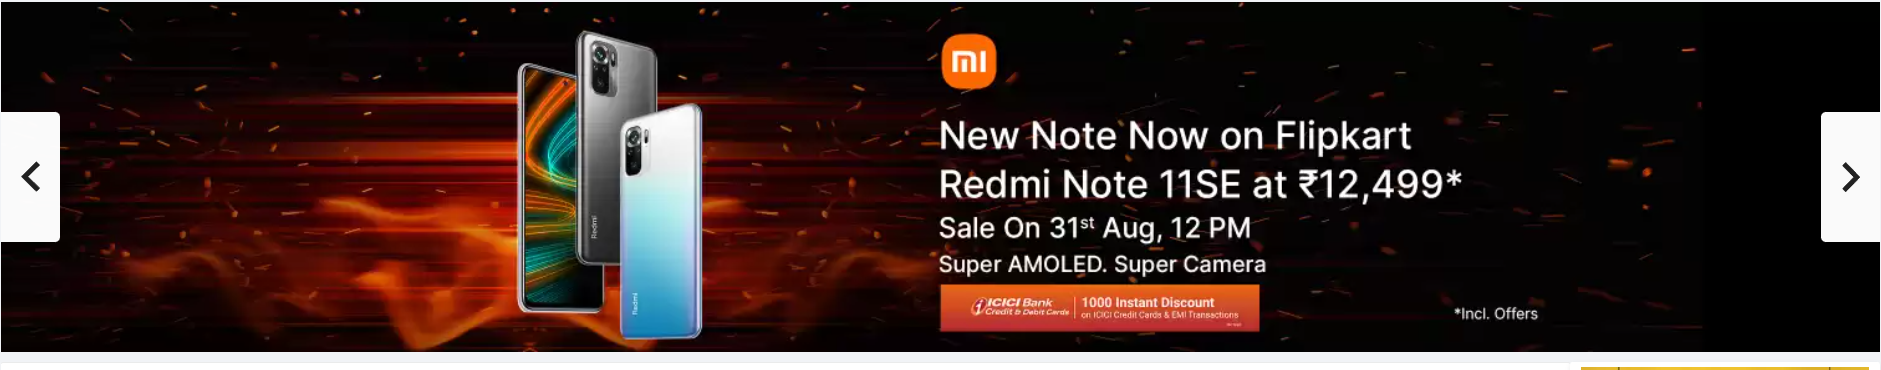 mi
New Note Now on Flipkart
Redmi Note 11SE at ₹12,499*
Sale On 31st Aug, 12 PM
Super AMOLED. Super Camera
ICICI Bank
Credit & Debit Cards
1000 Instant Discount
on ICICI Credit Cards & EMI Transactions
*Incl. Offers
Redmi
Redmi